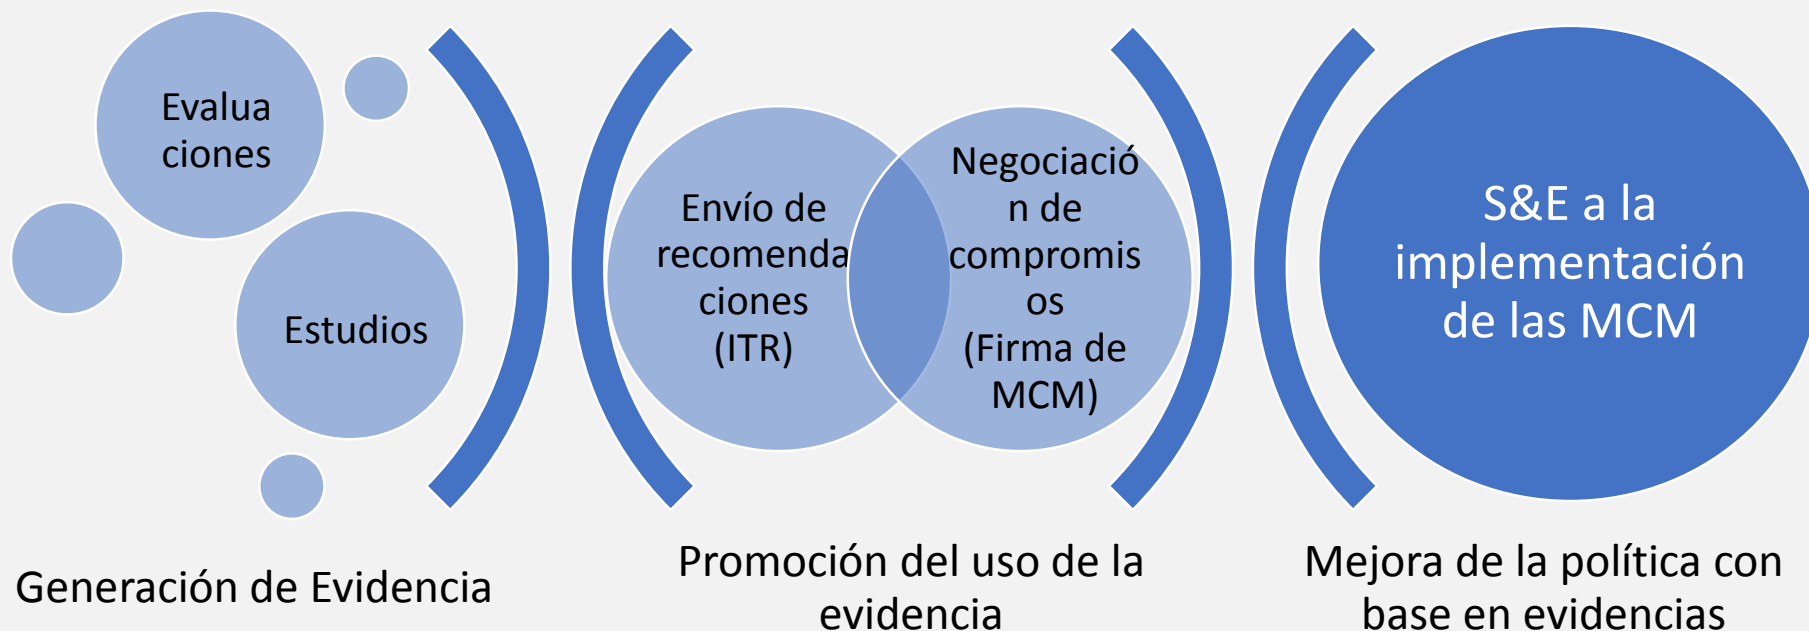 Evalua
ciones
Estudios
Generación de Evidencia
Envío de
recomenda
ciones
(ITR)
Negociació
n de
compromis
os
(Firma de
MCM)
Promoción del uso de la
evidencia
S&E a la
implementación
de las MCM
Mejora de la política con
base en evidencias